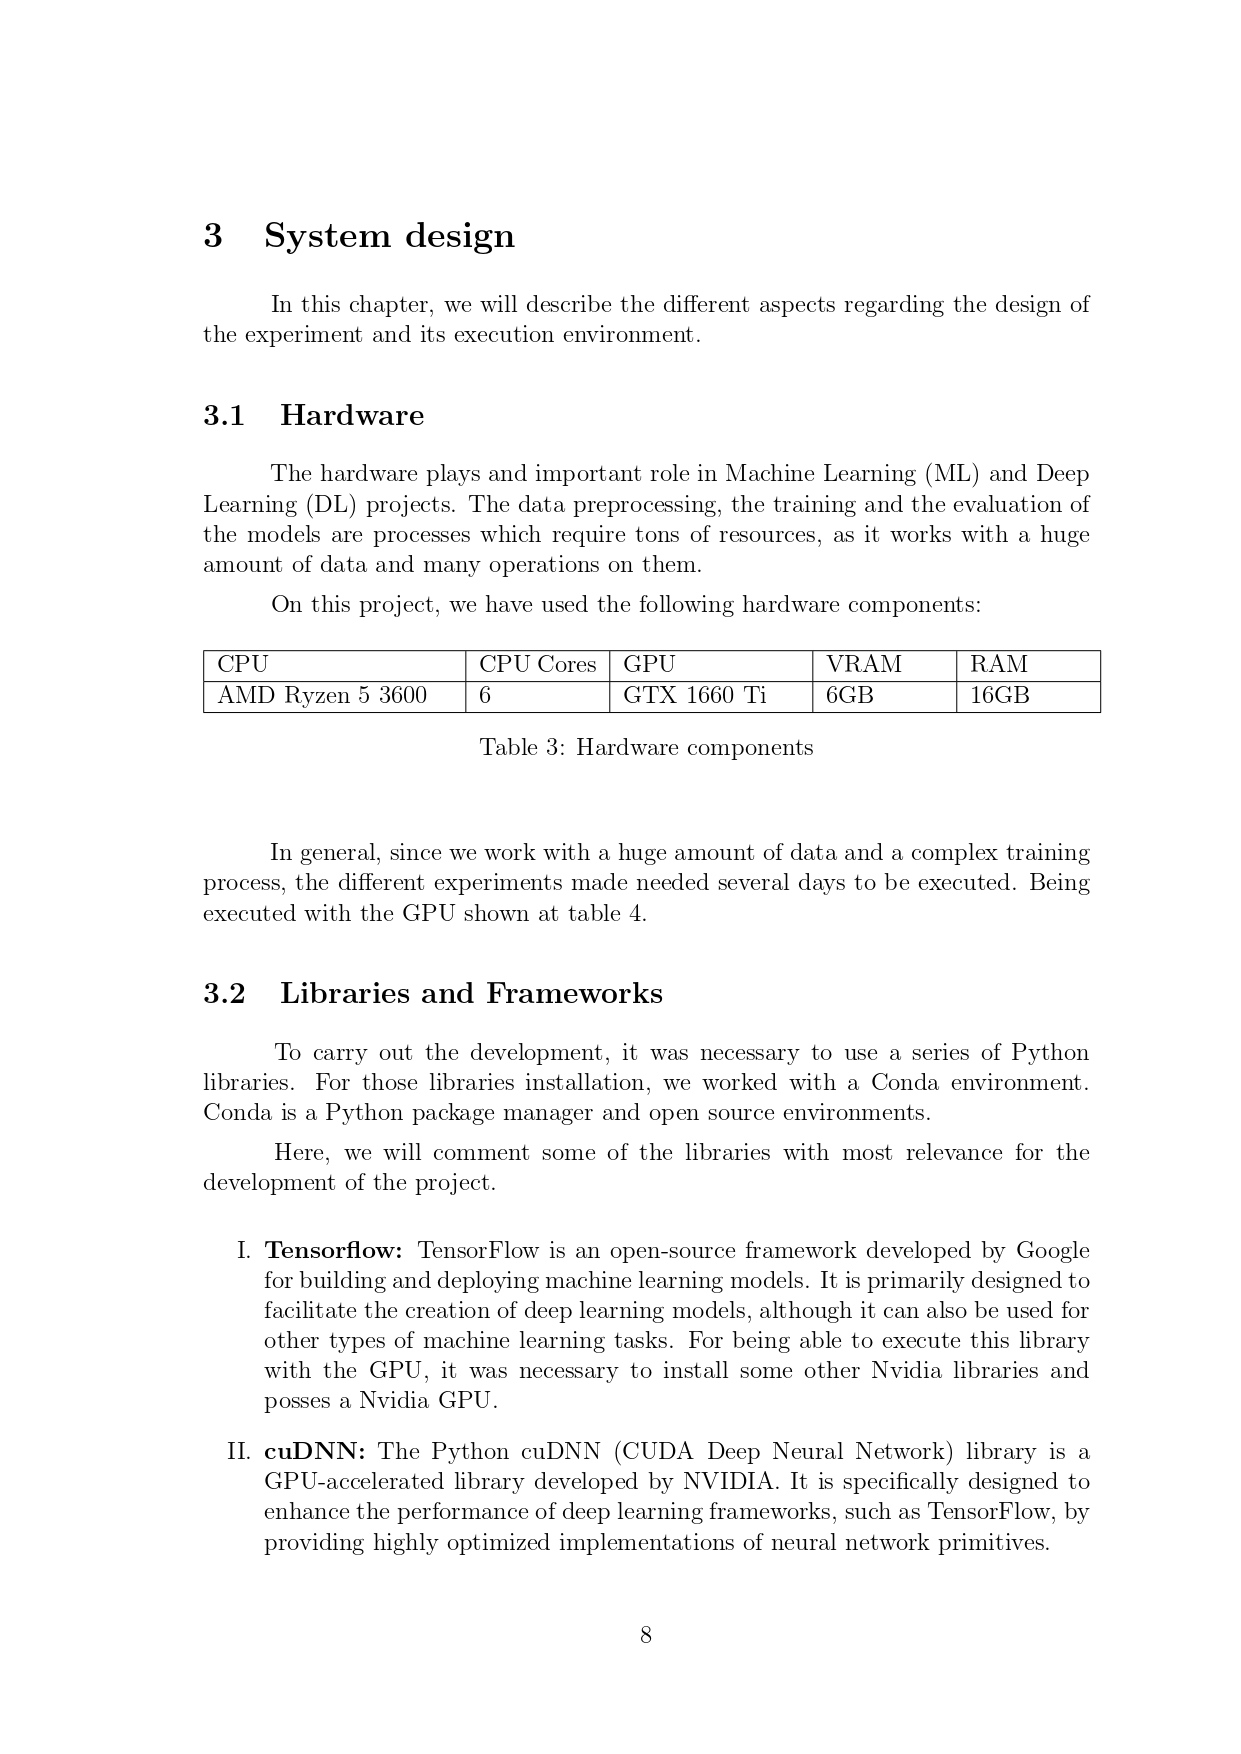 3 System design
In this chapter, we will describe the different aspects regarding the design of
the experiment and its execution environment.
3.1 Hardware
The hardware plays and important role in Machine Learning (ML) and Deep
Learning (DL) projects. The data preprocessing, the training and the evaluation of
the models are processes which require tons of resources, as it works with a huge
amount of data and many operations on them.
On this project, we have used the following hardware components:
CPU CPU Cores GPU VRAM RAM
AMD Ryzen 5 3600 6 GTX 1660 Ti 6GB 16GB
Table 3: Hardware components
In general, since we work with a huge amount of data and a complex training
process, the different experiments made needed several days to be executed. Being
executed with the GPU shown at table 4.
3.2 Libraries and Frameworks
To carry out the development, it was necessary to use a series of Python
libraries. For those libraries installation, we worked with a Conda environment.
Conda is a Python package manager and open source environments.
Here, we will comment some of the libraries with most relevance for the
development of the project.
I. Tensorflow: TensorFlow is an open-source framework developed by Google
for building and deploying machine learning models. It is primarily designed to
facilitate the creation of deep learning models, although it can also be used for
other types of machine learning tasks. For being able to execute this library
with the GPU, it was necessary to install some other Nvidia libraries and
posses a Nvidia GPU.
II. cuDNN: The Python cuDNN (CUDA Deep Neural Network) library is a
GPU-accelerated library developed by NVIDIA. It is specifically designed to
enhance the performance of deep learning frameworks, such as TensorFlow, by
providing highly optimized implementations of neural network primitives.
8